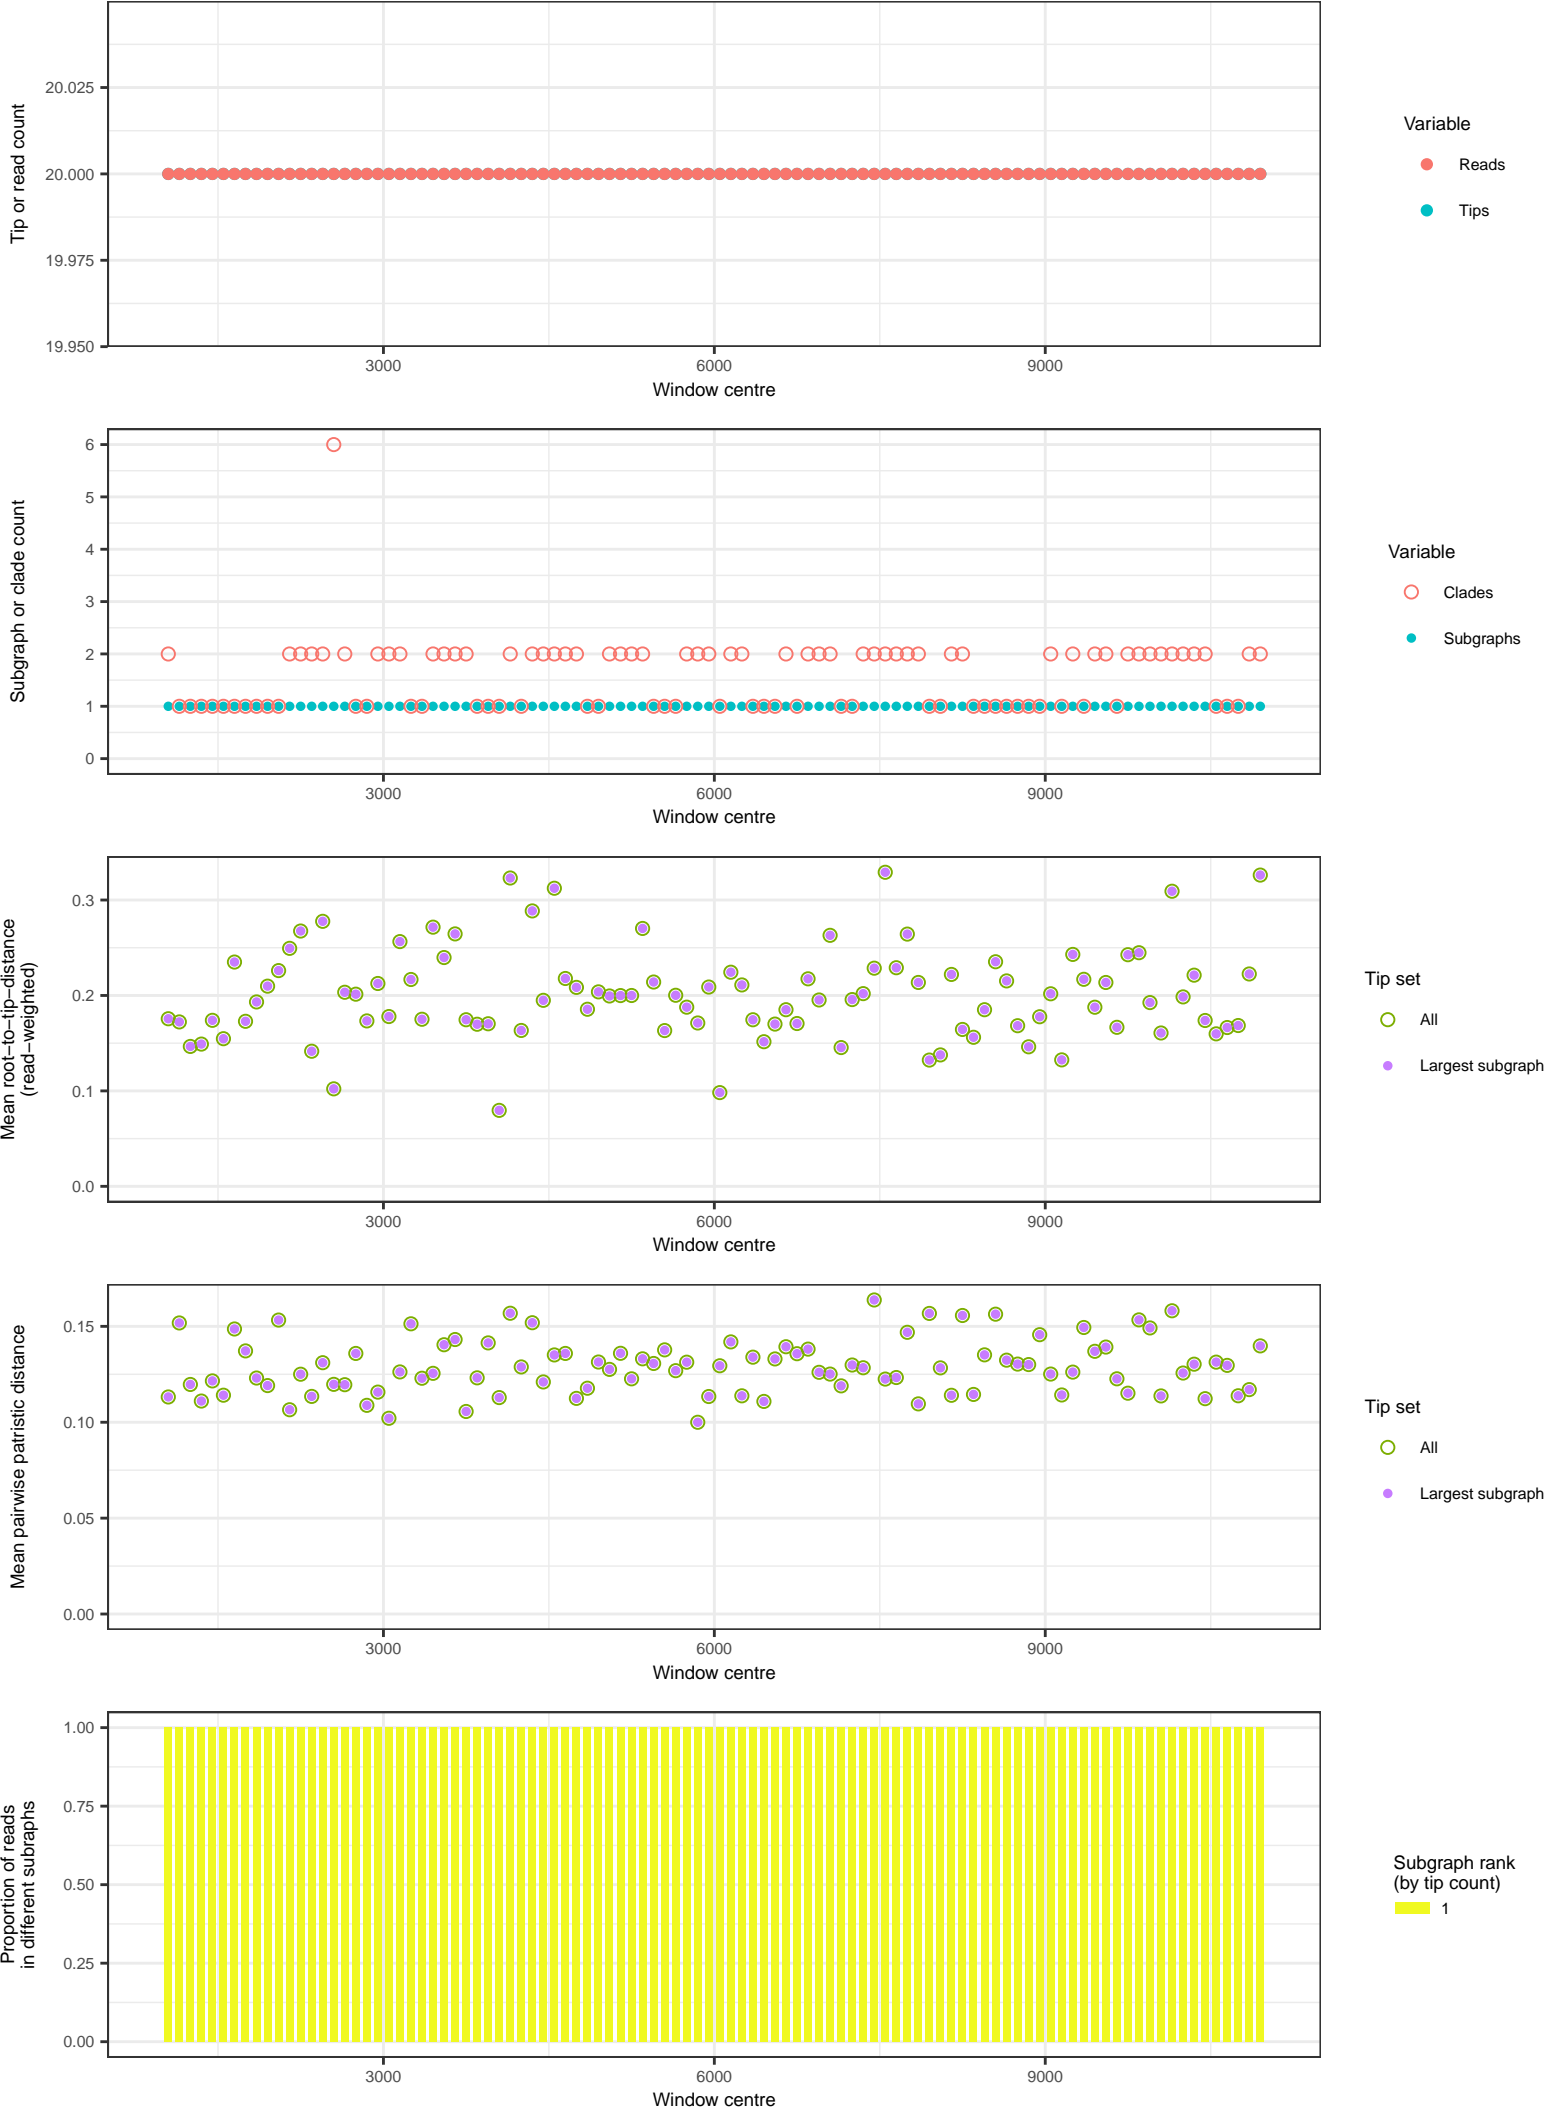 Tip or read count
20.025
20.000
19.975
19.950
3000
6000
9000
Window centre
Variable
Reads
Tips
Subgraph or clade count
6
5
4
3
2
1
0
3000
6000
9000
Window centre
Variable
Clades
Subgraphs
Mean root−to−tip−distance
(read−weighted)
0.3
0.2
0.1
0.0
3000
6000
9000
Window centre
Tip set
All
Largest subgraph
Mean pairwise patristic distance
0.15
0.10
0.05
0.00
3000
6000
9000
Window centre
Tip set
All
Largest subgraph
Proportion of reads
in different subraphs
1.00
0.75
0.50
0.25
0.00
3000
6000
9000
Window centre
Subgraph rank
(by tip count)
1